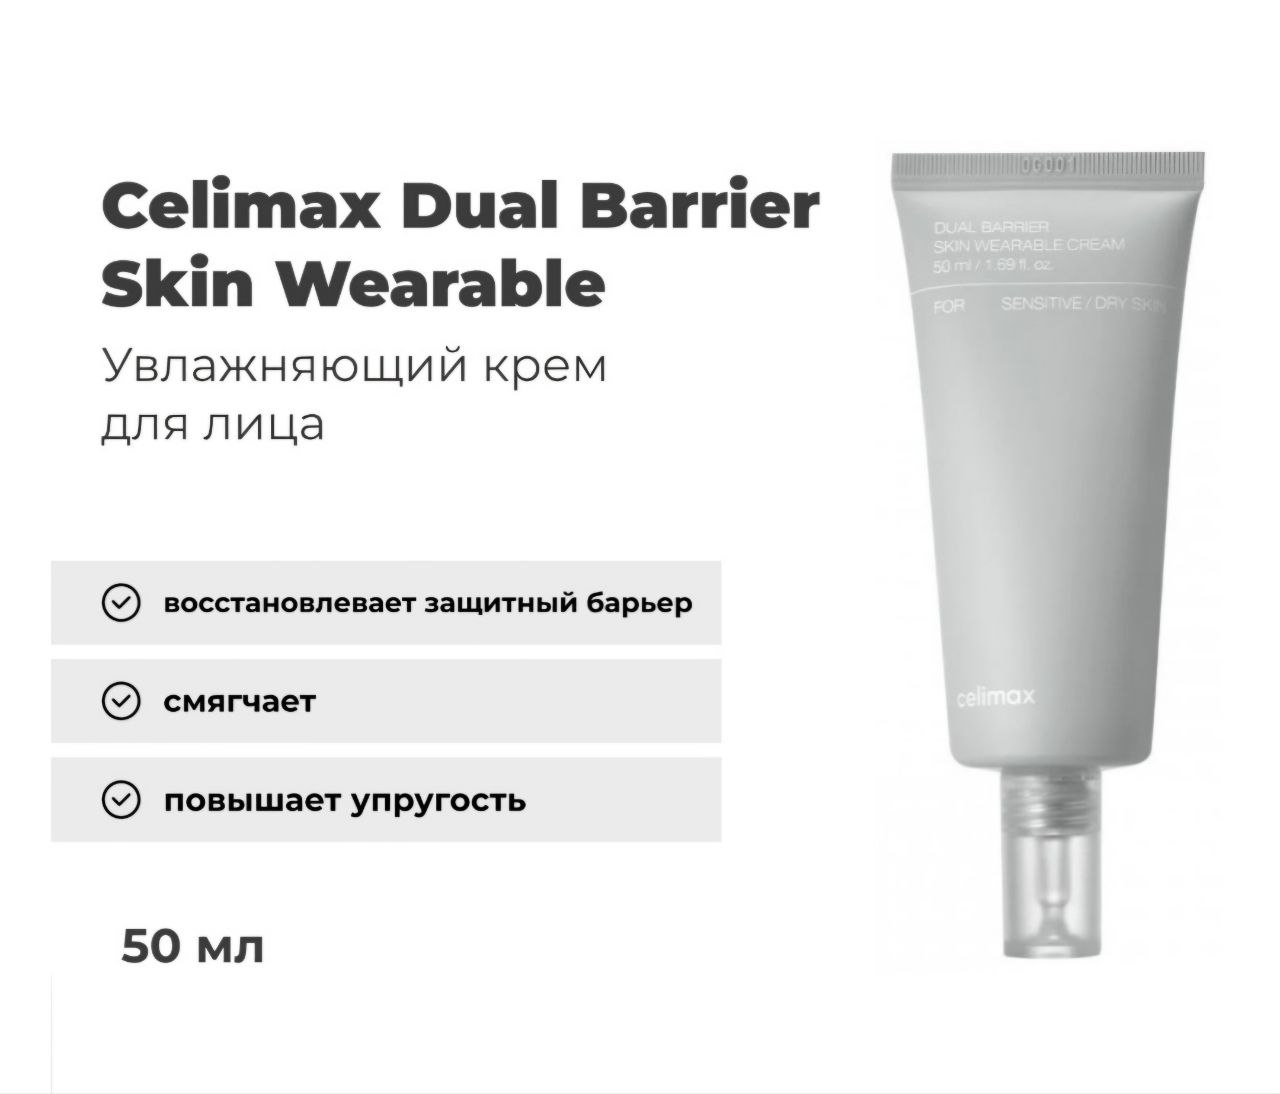 Celimax Dual Barrier
Skin Wearable
Увлажняющий крем
для лица
восстановлевает защитный барьер
смягчает
повышает упругость
50 мл
0G001
DUAL BARRIER
SKIN WEARABLE CREAM
50 ml / 1.69 fl. oz.
FOR SENSITIVE / DRY SKIN
celimax